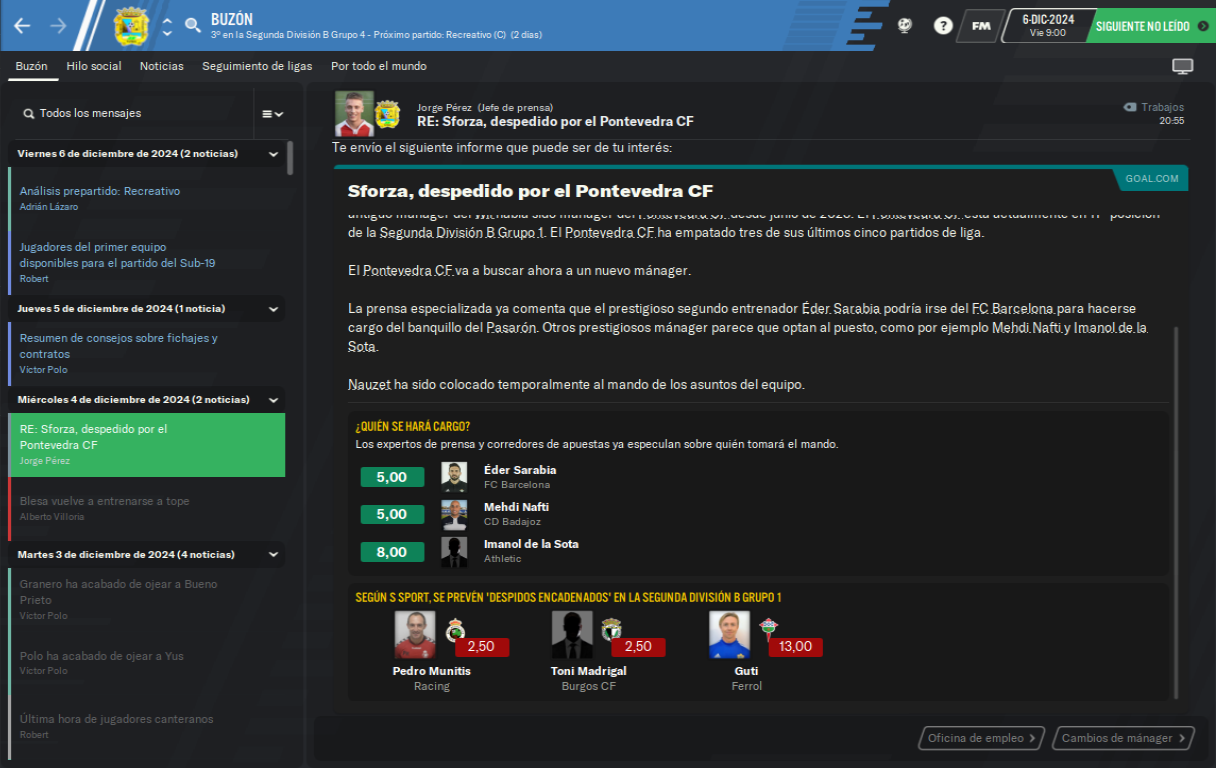 BUZÓN
3º en la Segunda División B Grupo 4 - Próximo partido: Recreativo (C) (2 días)
?
FM
6-DIC-2024
Vie 9:00
SIGUIENTE NO LEÍDO
Buzón
Hilo social
Noticias
Seguimiento de ligas
Por todo el mundo
Todos los mensajes
Viernes 6 de diciembre de 2024 (2 noticias)
Análisis prepartido: Recreativo
Adrián Lázaro
Jugadores del primer equipo
disponibles para el partido del Sub-19
Robert
Jueves 5 de diciembre de 2024 (1 noticia)
Resumen de consejos sobre fichajes y
contratos
Víctor Polo
Miércoles 4 de diciembre de 2024 (2 noticias)
RE: Sforza, despedido por el
Pontevedra CF
Jorge Pérez
Blesa vuelve a entrenarse a tope
Alberto Villoria
Martes 3 de diciembre de 2024 (4 noticias)
Granero ha acabado de ojear a Bueno
Prieto
Víctor Polo
Polo ha acabado de ojear a Yus
Víctor Polo
Última hora de jugadores canteranos
Robert
Jorge Pérez (Jefe de prensa)
RE: Sforza, despedido por el Pontevedra CF
Trabajos
20:55
Te envío el siguiente informe que puede ser de tu interés:
GOAL.COM
Sforza, despedido por el Pontevedra CF
antiguo mánager del Wil había sido mánager del Pontevedra CF desde junio de
de la Segunda División B Grupo 1. El Pontevedra CF ha empatado tres de sus últimos cinco partidos de liga.
El Pontevedra CF va a buscar ahora a un nuevo mánager.
La prensa especializada ya comenta que el prestigioso segundo entrenador Éder Sarabia podría irse del FC Barcelona para hacerse
cargo del banquillo del Pasarón. Otros prestigiosos mánager parece que optan al puesto, como por ejemplo Mehdi Nafti y Imanol de la
Sota.
Nauzet ha sido colocado temporalmente al mando de los asuntos del equipo.
¿QUIÉN SE HARÁ CARGO?
Los expertos de prensa y corredores de apuestas ya especulan sobre quién tomará el mando.
5,00
Éder Sarabia
FC Barcelona
5,00
Mehdi Nafti
CD Badajoz
8,00
Imanol de la Sota
Athletic
SEGÚN S SPORT, SE PREVÉN 'DESPIDOS ENCADENADOS' EN LA SEGUNDA DIVISIÓN B GRUPO 1
2,50
Pedro Munitis
Racing
2,50
Toni Madrigal
Burgos CF
13,00
Guti
Ferrol
Oficina de empleo
Cambios de mánager